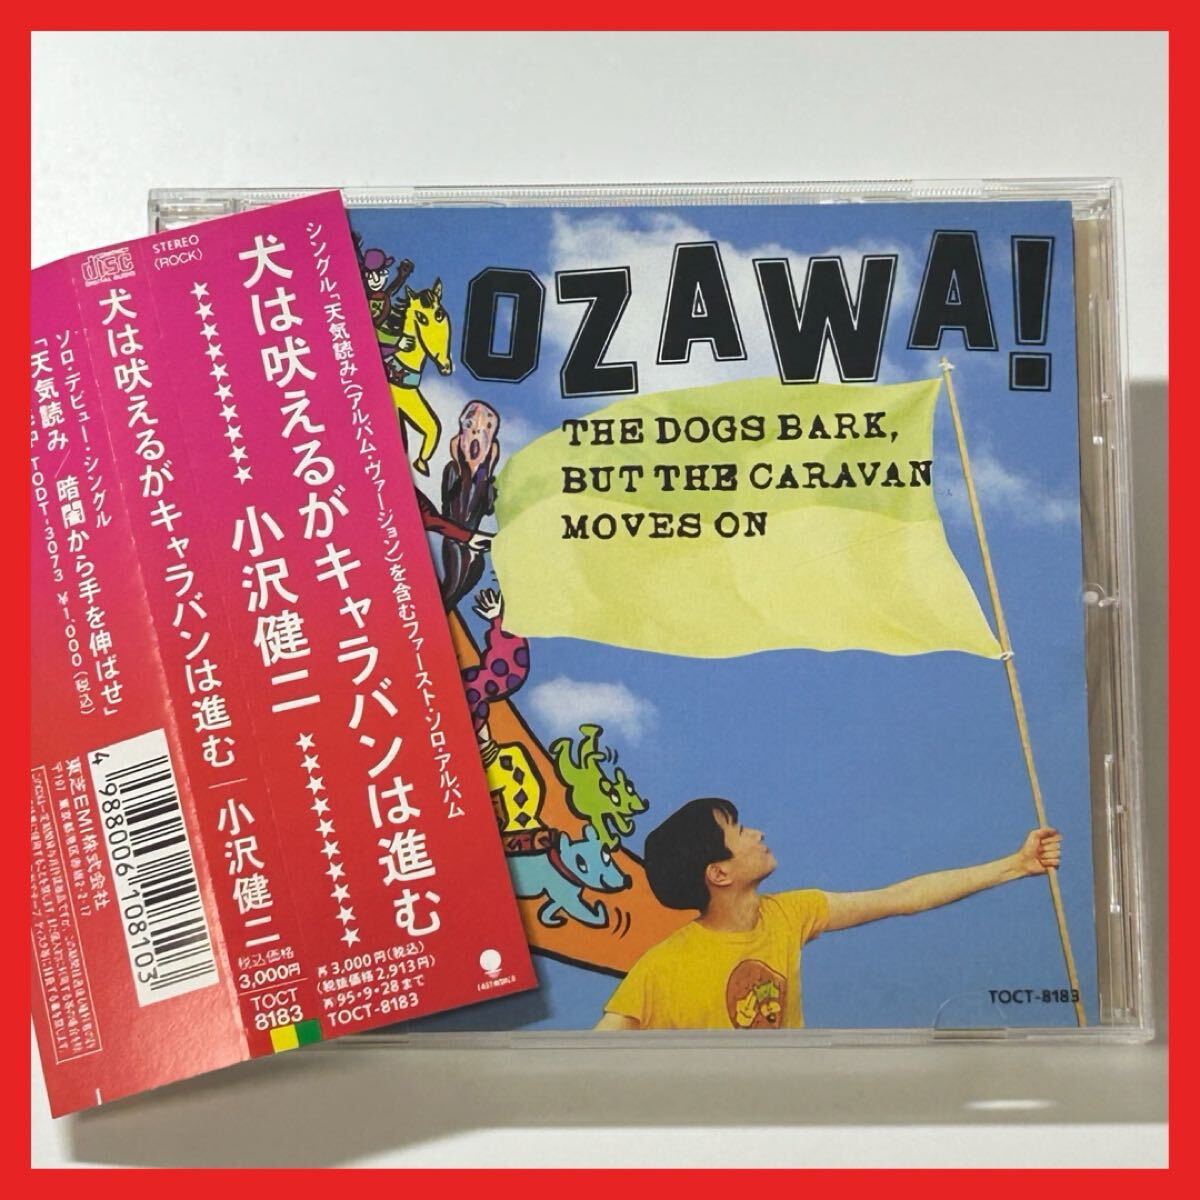 OZAWA!
THE DOGS BARK,
BUT THE CARAVAN
MOVES ON
TOCT-8183
シングル「天気読み」(アルバム・ヴァージョン)を含むファースト・ソロ・アルバム
犬は吠えるがキャラバンは進む
小沢健二
★★★★★★★★★★
★★★★★★★★★★
¥3,000円(税込)
(税抜価格2,913円)
¥95・9・28まで
TOCT-8183
STEREO
(ROCK)
disc
犬は吠えるがキャラバンは進む
小沢健二
税込価格
3,000円
TOCT
8183
ソロ・デビュー・シングル
「天気読み/暗闇から手を伸ばせ」
TODT-3073 ¥1,000(税込)
4 988006 108103
東芝EMI株式会社